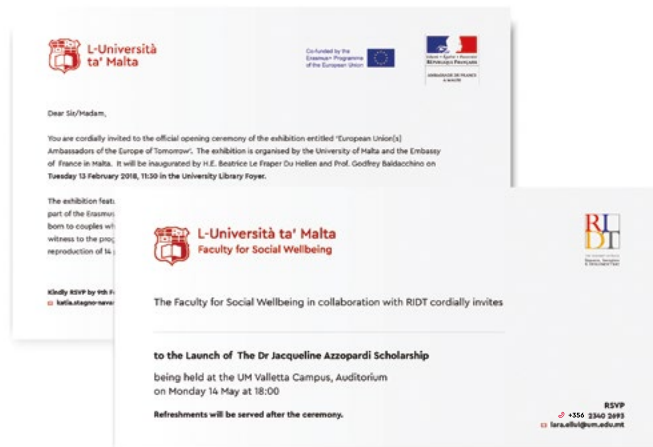 L-Università
ta' Malta
Co-funded by the
Erasmus+ Programme
of the European Union
Liberté • Égalité • Fraternité
RÉPUBLIQUE FRANÇAISE
AMBASSADE DE FRANCE
À MALTE
Dear Sir/Madam,
You are cordially invited to the official opening ceremony of the exhibition entitled 'European Union(s)
Ambassadors of the Europe of Tomorrow'. The exhibition is organised by the University of Malta and the Embassy
of France in Malta. It will be inaugurated by H.E. Beatrice Le Fraper Du Hellen and Prof. Godfrey Baldacchino on
Tuesday 13 February 2018, 11:30 in the University Library Foyer.
The exhibition
part of the Erasmus
born to couples
witness to the
reproduction of 14
Kindly RSVP by 9th
L-Università ta' Malta
Faculty for Social Wellbeing
RIDT
The Faculty for Social Wellbeing in collaboration with RIDT cordially invites
to the Launch of The Dr Jacqueline Azzopardi Scholarship
being held at the UM Valletta Campus, Auditorium
on Monday 14 May at 18:00
Refreshments will be served after the ceremony.
RSVP
+356 2340 2693
lara.ellul@um.edu.mt